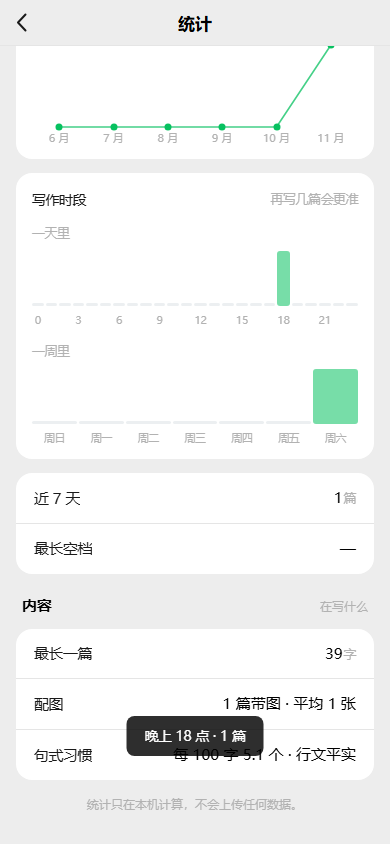 统计
6月 7月 8月 9月 10月 11月
写作时段 再写几篇会更准
一天里
0 3 6 9 12 15 18 21
一周里
周日 周一 周二 周三 周四 周五 周六
近 7 天 1篇
最长空档 —
内容 在写什么
最长一篇 39字
配图 1 篇带图 · 平均 1 张
晚上 18 点 · 1 篇
句式习惯 每 100 字 5.1 个 · 行文平实
统计只在本机计算，不会上传任何数据。